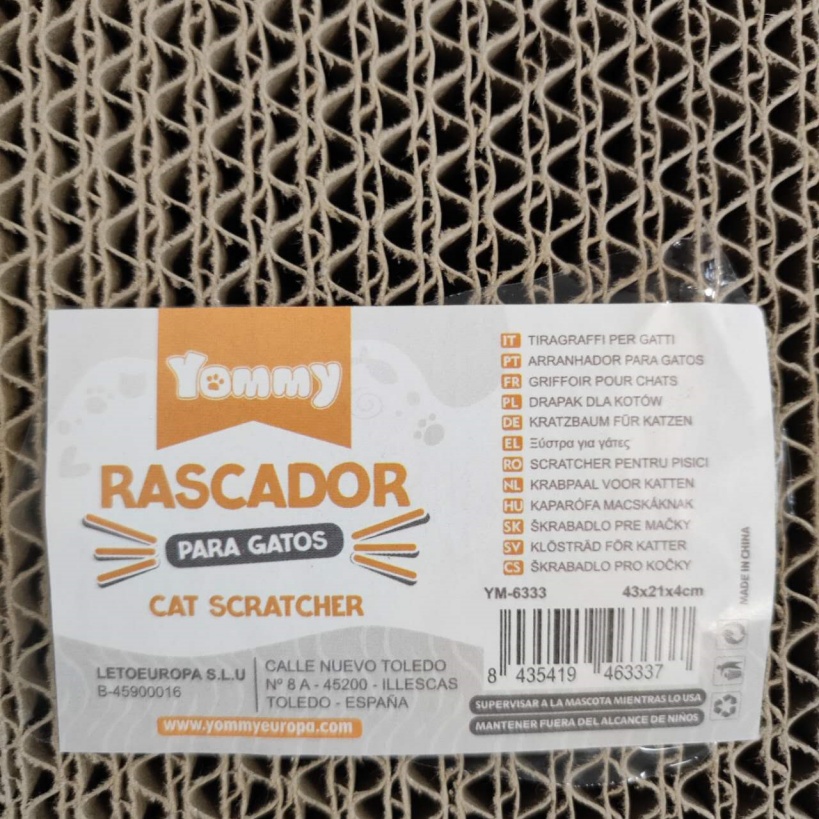 Yommy
RASCADOR
PARA GATOS
CAT SCRATCHER
LETOEUROPA S.L.U
B-45900016
CALLE NUEVO TOLEDO
Nº 8 A - 45200 - ILLESCAS
TOLEDO - ESPAÑA
www.yommyeuropa.com
IT TIRAGRAFFI PER GATTI
PT ARRANHADOR PARA GATOS
FR GRIFFOIR POUR CHATS
PL DRAPAK DLA KOTÓW
DE KRATZBAUM FÜR KATZEN
EL Ξύστρα για γάτες
RO SCRATCHER PENTRU PISICI
NL KRABPAAL VOOR KATTEN
HU KAPARÓFA MACSKÁKNAK
SK ŠKRABADLO PRE MAČKY
SV KLÖSTRÄD FÖR KATTER
CS ŠKRABADLO PRO KOČKY
YM-6333 43x21x4cm
8 435419 463337
SUPERVISAR A LA MASCOTA MIENTRAS LO USA
MANTENER FUERA DEL ALCANCE DE NIÑOS
MADE IN CHINA